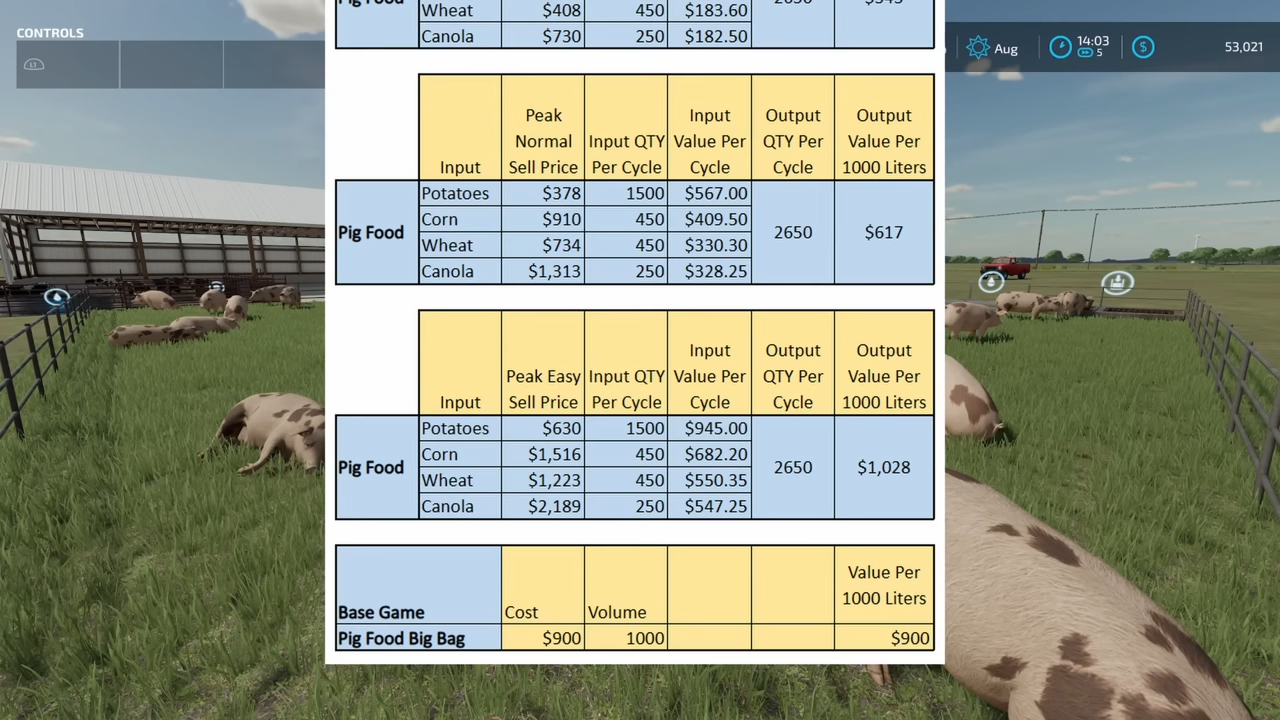 CONTROLS
Aug
14:03
5
53,021
Wheat $408 450 $183.60
Canola $730 250 $182.50
Input Peak Normal Sell Price Input QTY Per Cycle Input Value Per Cycle Output QTY Per Cycle Output Value Per 1000 Liters
Potatoes $378 1500 $567.00
Corn $910 450 $409.50
Pig Food 2650 $617
Wheat $734 450 $330.30
Canola $1,313 250 $328.25
Input Peak Easy Sell Price Input QTY Per Cycle Input Value Per Cycle Output QTY Per Cycle Output Value Per 1000 Liters
Potatoes $630 1500 $945.00
Corn $1,516 450 $682.20
Pig Food 2650 $1,028
Wheat $1,223 450 $550.35
Canola $2,189 250 $547.25
Base Game Cost Volume Value Per 1000 Liters
Pig Food Big Bag $900 1000 $900